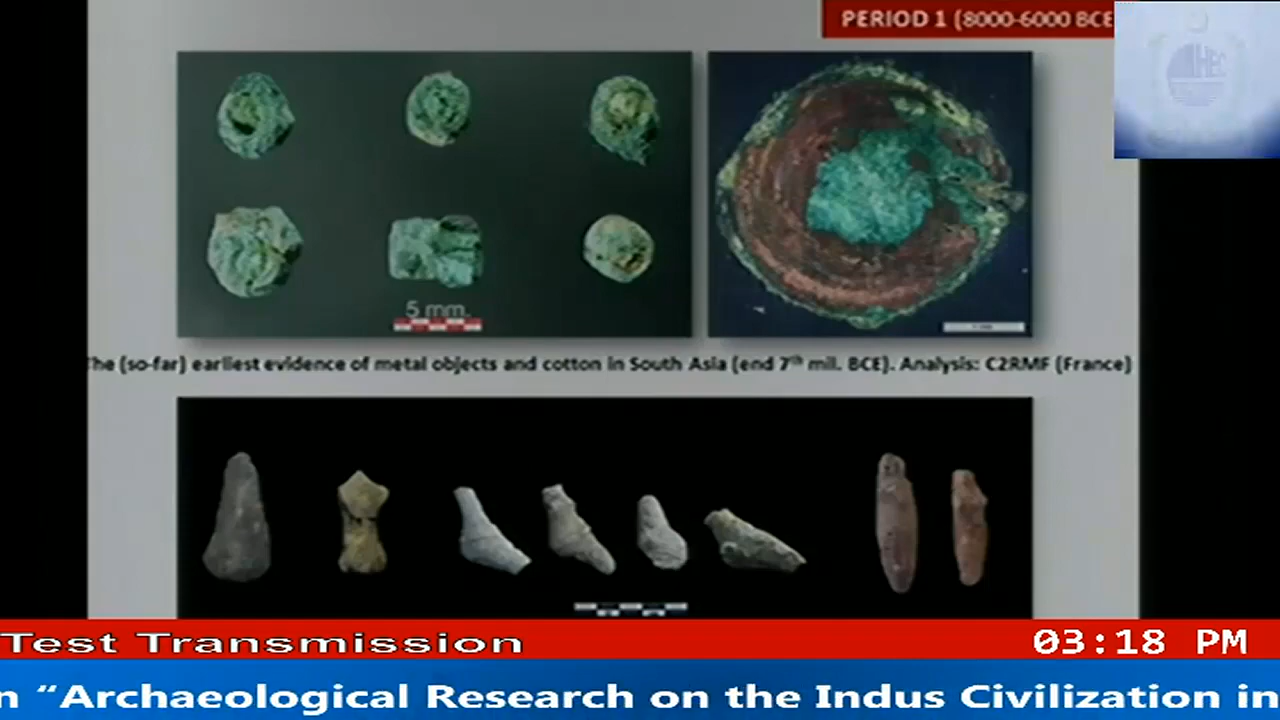 PERIOD 1 (8000-6000 BCE
HEC
5 mm.
The (so-far) earliest evidence of metal objects and cotton in South Asia (end 7th mil. BCE). Analysis: C2RMF (France)
Test Transmission
03:18 PM
n “Archaeological Research on the Indus Civilization in